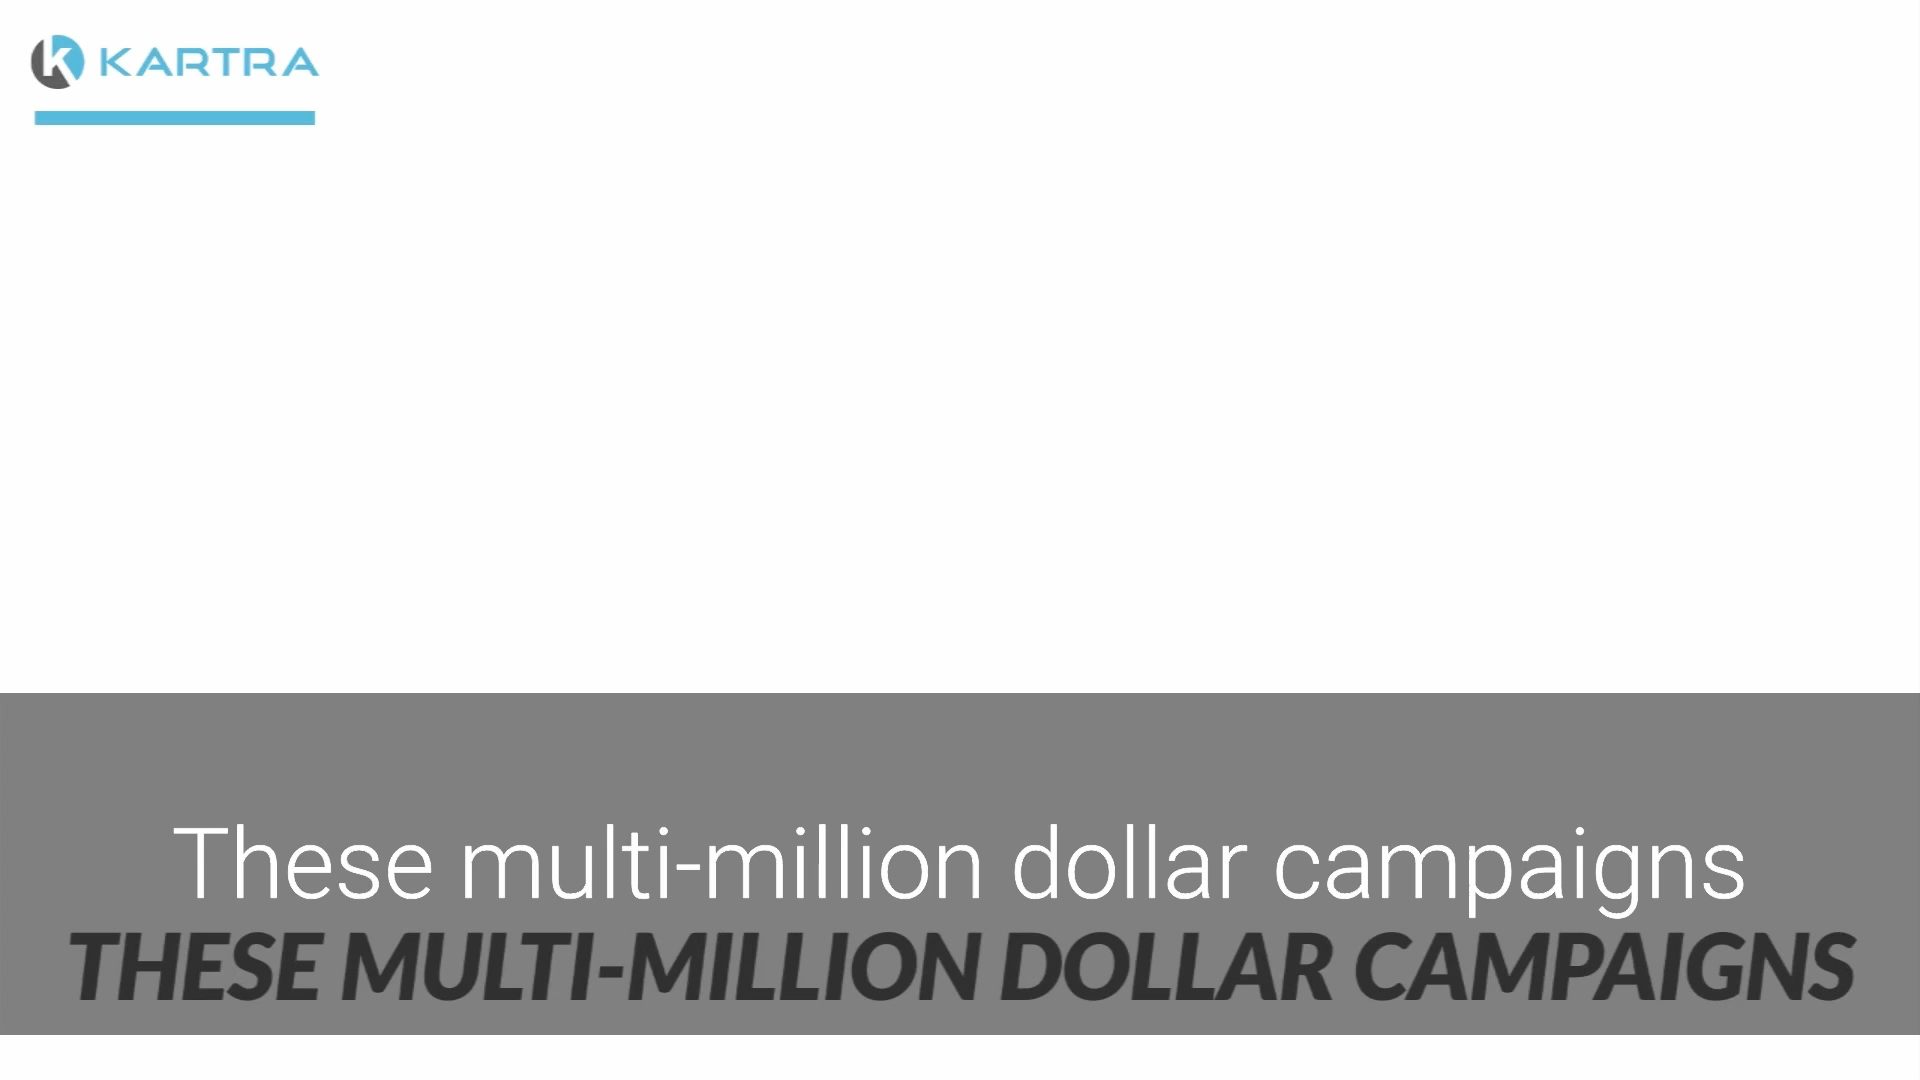 KARTRA
These multi-million dollar campaigns
THESE MULTI-MILLION DOLLAR CAMPAIGNS